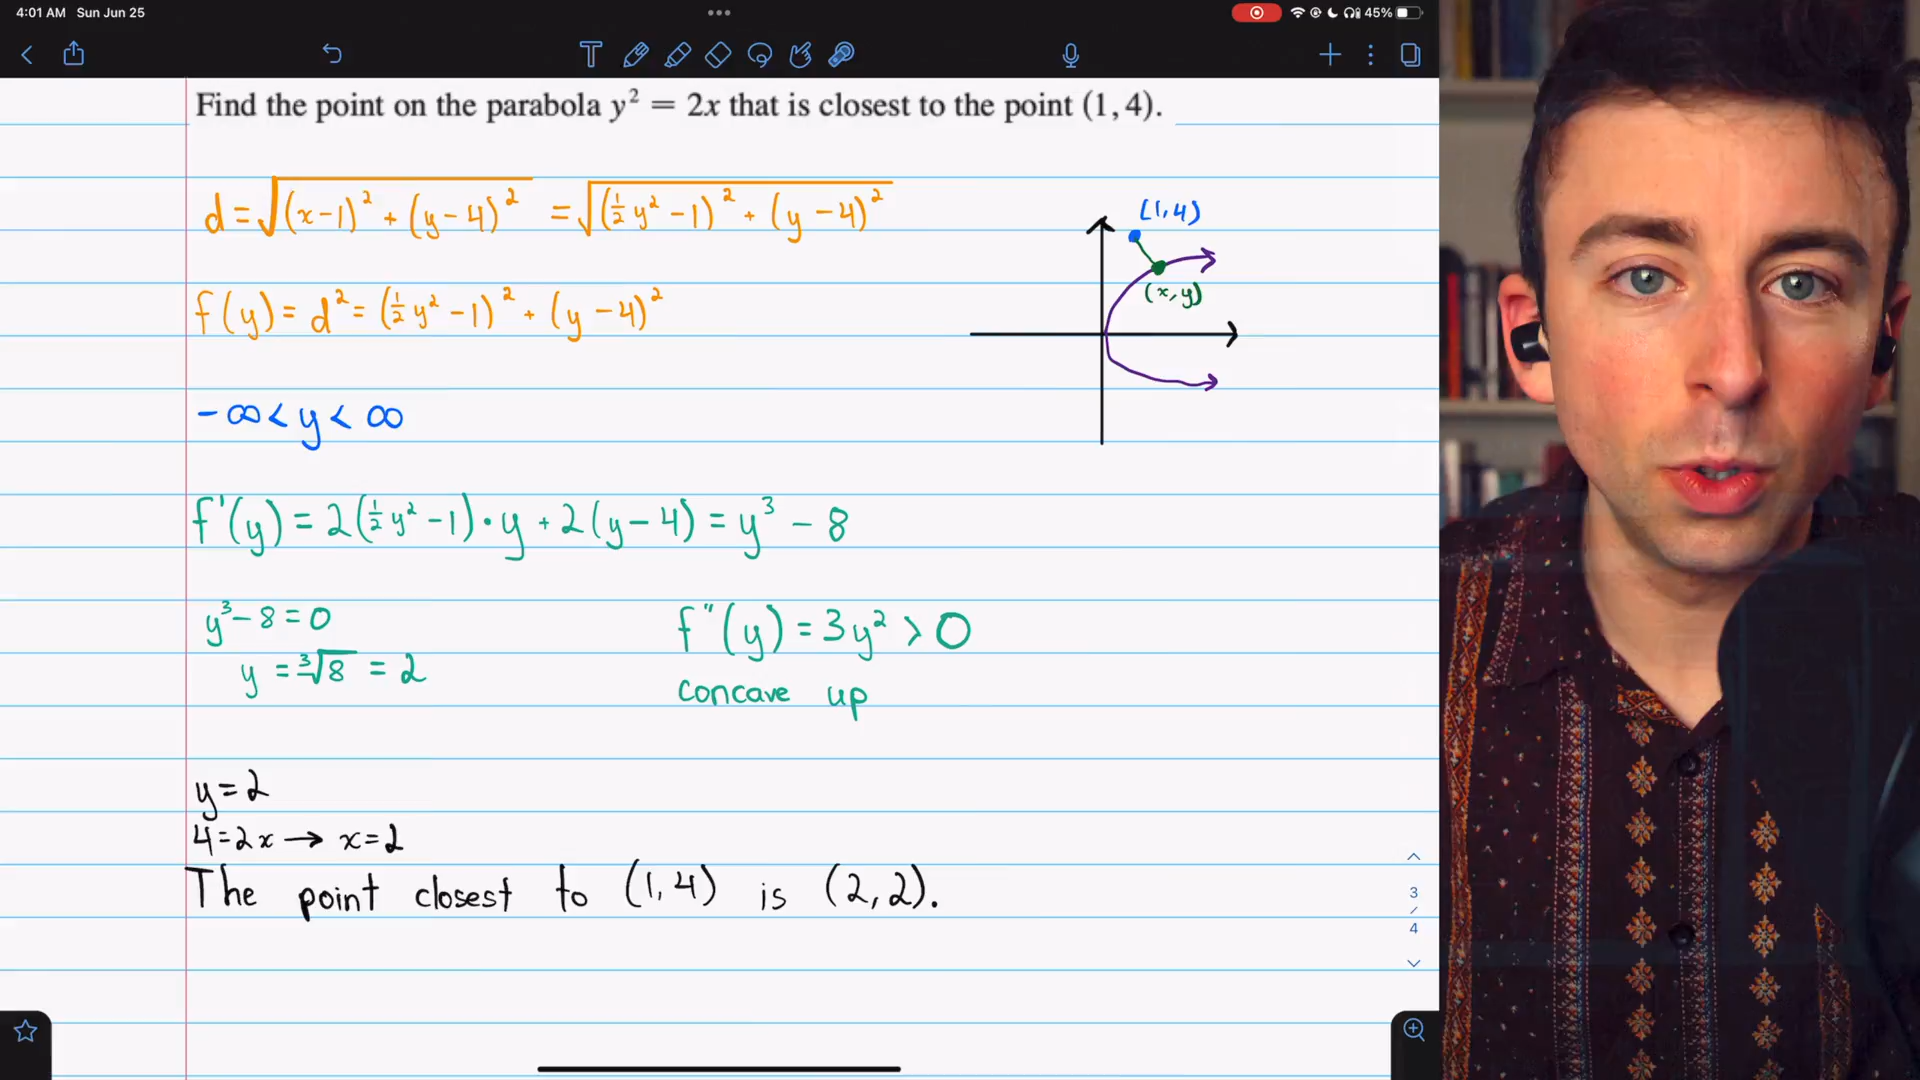 4:01 AM Sun Jun 25
45%
Find the point on the parabola y² = 2x that is closest to the point (1, 4).
d = √((x-1)² + (y-4)²) = √((½y² - 1)² + (y-4)²)
(1,4)
(x,y)
f(y) = d² = (½y² - 1)² + (y-4)²
-∞ < y < ∞
f'(y) = 2(½y² - 1)·y + 2(y-4) = y³ - 8
y³ - 8 = 0
y = ³√8 = 2
f"(y) = 3y² > 0
concave up
y = 2
4 = 2x → x = 2
The point closest to (1,4) is (2,2).
3
/
4